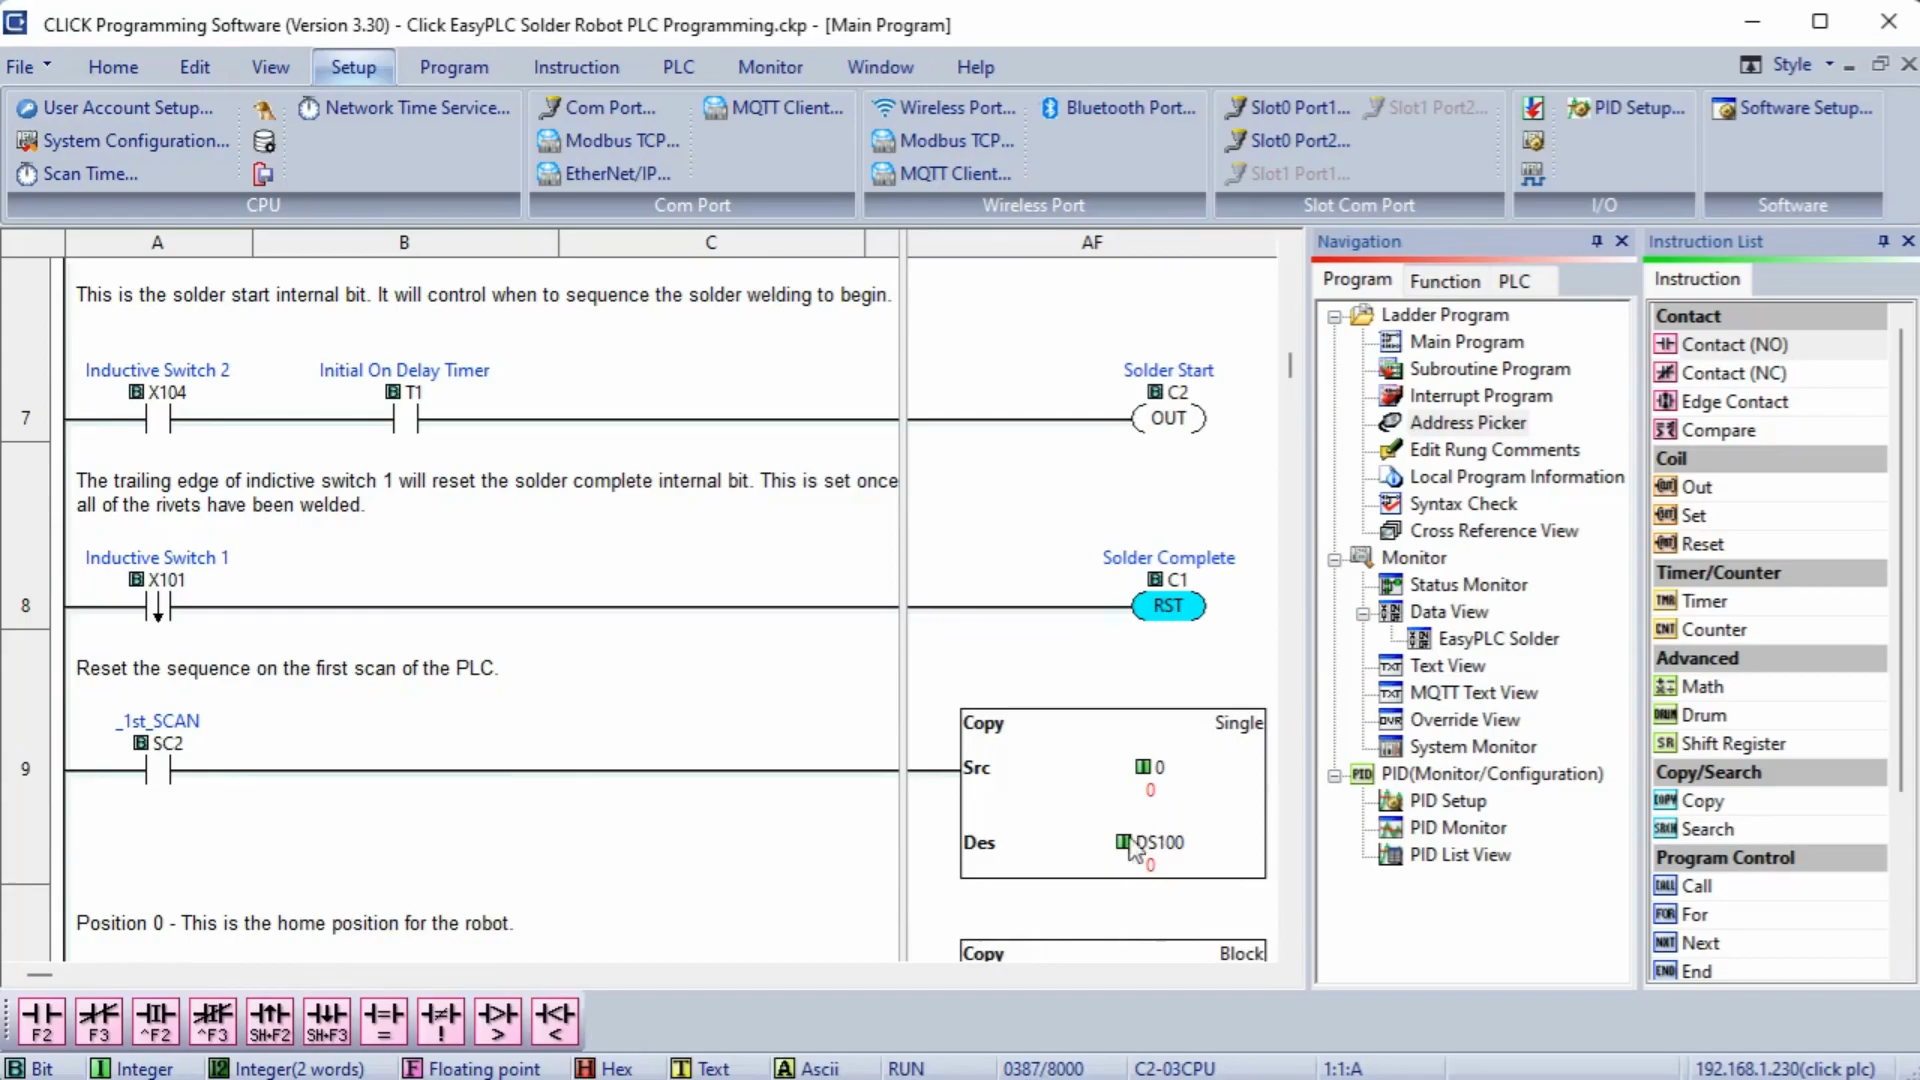 CLICK Programming Software (Version 3.30) - Click EasyPLC Solder Robot PLC Programming.ckp - [Main Program]
File Home Edit View Setup Program Instruction PLC Monitor Window Help Style
User Account Setup... Network Time Service... Com Port... MQTT Client... Wireless Port... Bluetooth Port... Slot0 Port1... Slot1 Port2... PID Setup... Software Setup...
System Configuration... Modbus TCP... Modbus TCP... Slot0 Port2...
Scan Time... EtherNet/IP... MQTT Client... Slot1 Port1...
CPU Com Port Wireless Port Slot Com Port I/O Software
A B C AF
This is the solder start internal bit. It will control when to sequence the solder welding to begin.
Inductive Switch 2 Initial On Delay Timer Solder Start
B X104 B T1 B C2
7 OUT
The trailing edge of indictive switch 1 will reset the solder complete internal bit. This is set once
all of the rivets have been welded.
Inductive Switch 1 Solder Complete
B X101 B C1
8 RST
Reset the sequence on the first scan of the PLC.
_1st_SCAN
B SC2
9
Copy Single
Src 0
0
Des DS100
0
Position 0 - This is the home position for the robot.
Copy Block
Navigation
Program Function PLC
Ladder Program
Main Program
Subroutine Program
Interrupt Program
Address Picker
Edit Rung Comments
Local Program Information
Syntax Check
Cross Reference View
Monitor
Status Monitor
Data View
EasyPLC Solder
TXT Text View
TXT MQTT Text View
OVR Override View
System Monitor
PID PID(Monitor/Configuration)
PID Setup
PID Monitor
PID List View
Instruction List
Instruction
Contact
Contact (NO)
Contact (NC)
Edge Contact
Compare
Coil
Out
Set
Reset
Timer/Counter
TMR Timer
CNT Counter
Advanced
Math
DRUM Drum
SR Shift Register
Copy/Search
COPY Copy
SRCH Search
Program Control
CALL Call
FOR For
NXT Next
END End
F2 F3 ^F2 ^F3 SH+F2 SH+F3 = ! > <
B Bit I Integer I2 Integer(2 words) F Floating point H Hex T Text A Ascii RUN 0387/8000 C2-03CPU 1:1:A 192.168.1.230(click plc)